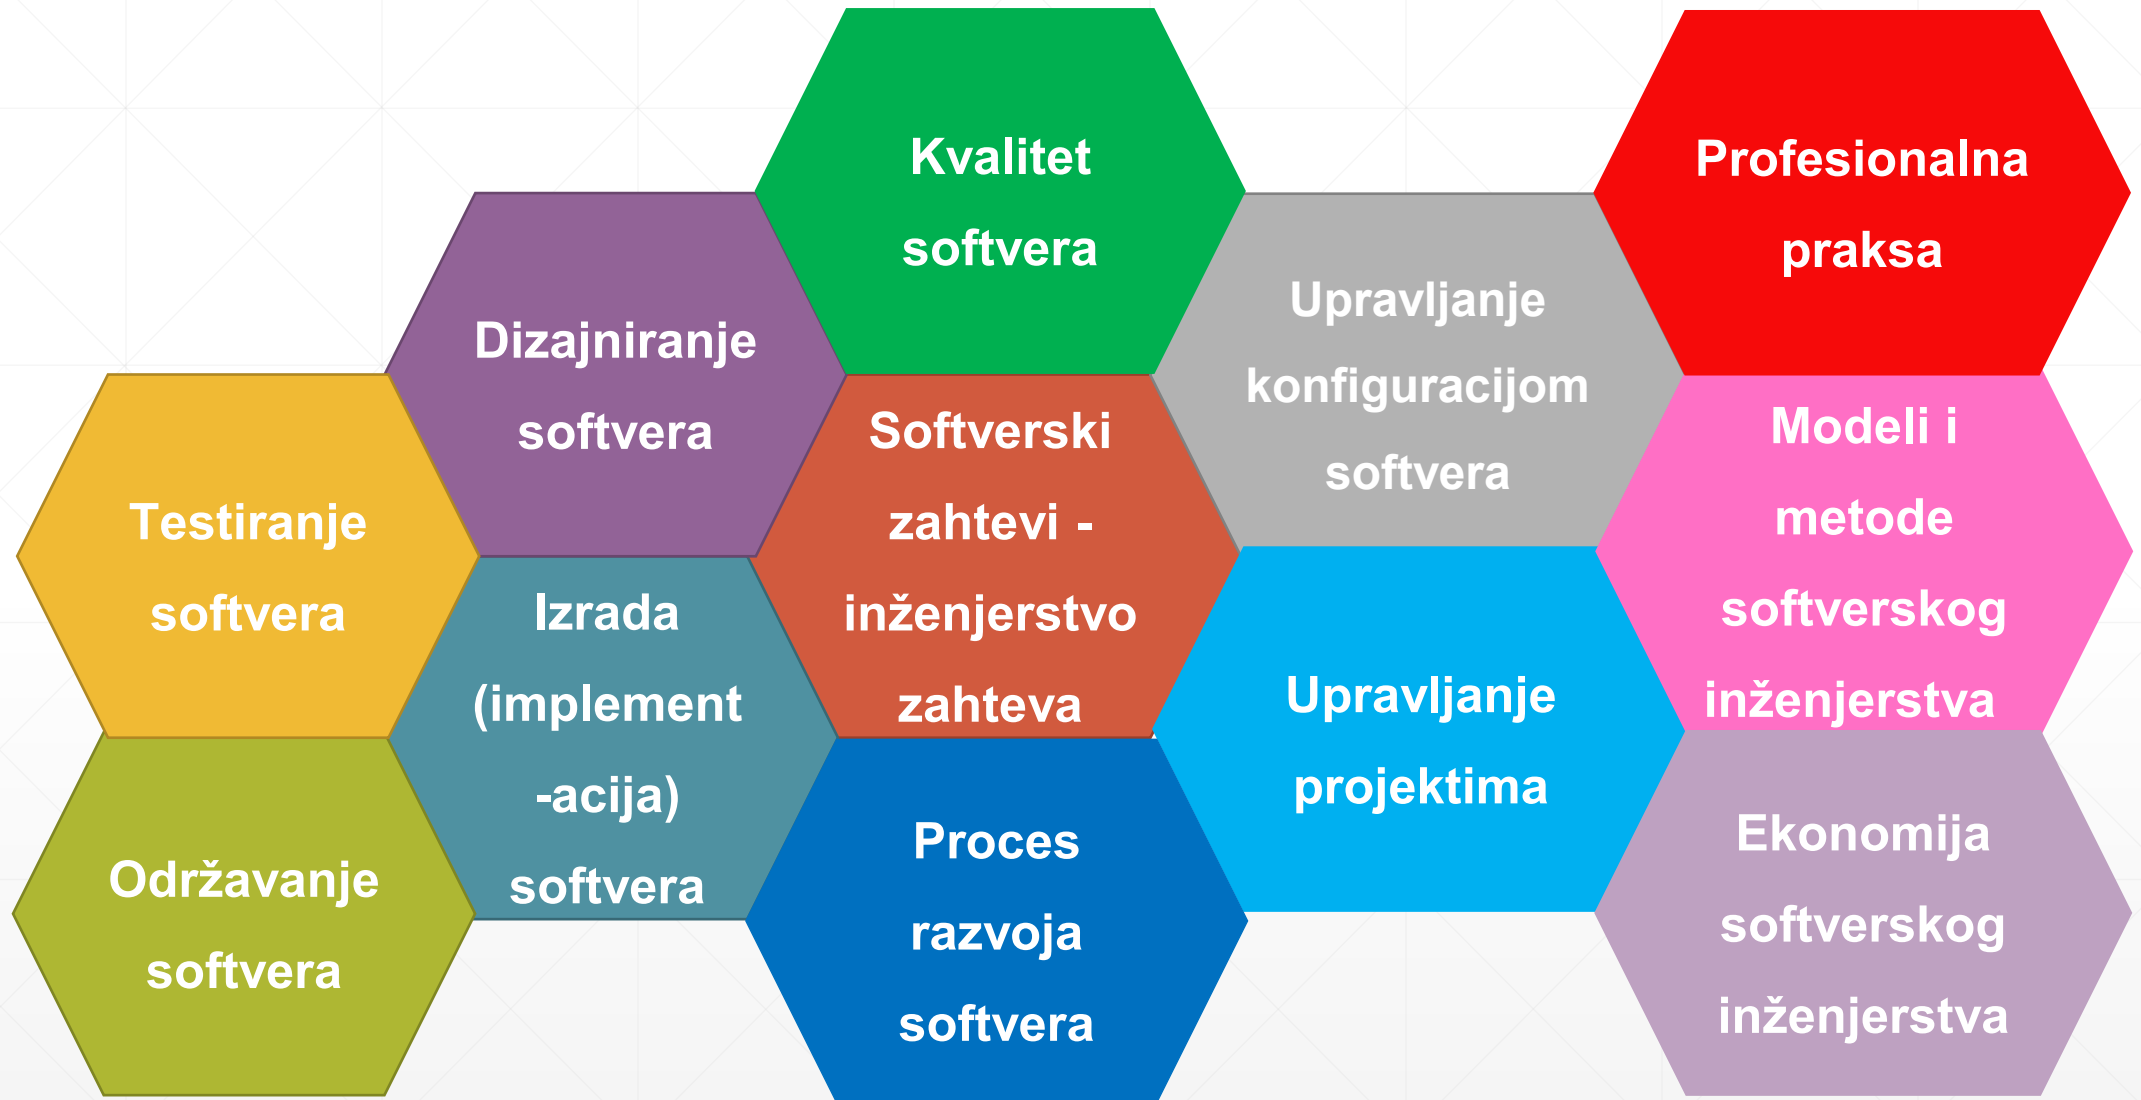 Kvalitet
softvera
Profesionalna
praksa
Dizajniranje
softvera
Upravljanje
konfiguracijom
softvera
Testiranje
softvera
Softverski
zahtevi -
inženjerstvo
zahteva
Modeli i
metode
softverskog
inženjerstva
Izrada
(implement
-acija)
softvera
Upravljanje
projektima
Održavanje
softvera
Proces
razvoja
softvera
Ekonomija
softverskog
inženjerstva